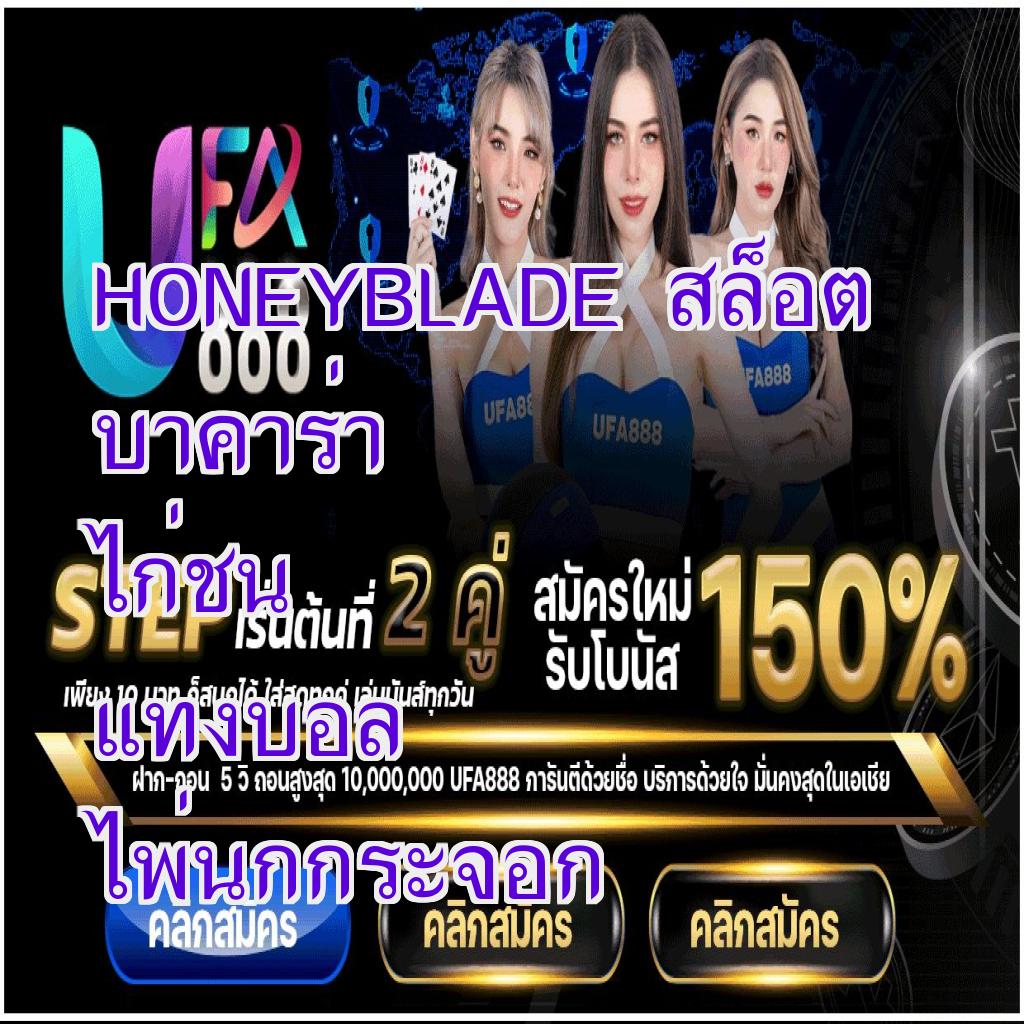 UFA
888
HONEYBLADE สล็อต
UFA888
UFA888
UFA888
บาคาร่า
ไก่ชน
STEP เริ่มต้นที่ 2 คู่
สมัครใหม่ 150%
รับโบนัส
เพียง 10 บาท ก็สนุกได้ ใส่สุดทุกคู่ เล่นมันส์ทุกวัน
แทงบอล
ฝาก-ถอน 5 วิ ถอนสูงสุด 10,000,000 UFA888 การันตีด้วยชื่อ บริการด้วยใจ มั่นคงสุดในเอเชีย
ไพ่นกกระจอก
คลิกสมัคร คลิกสมัคร คลิกสมัคร